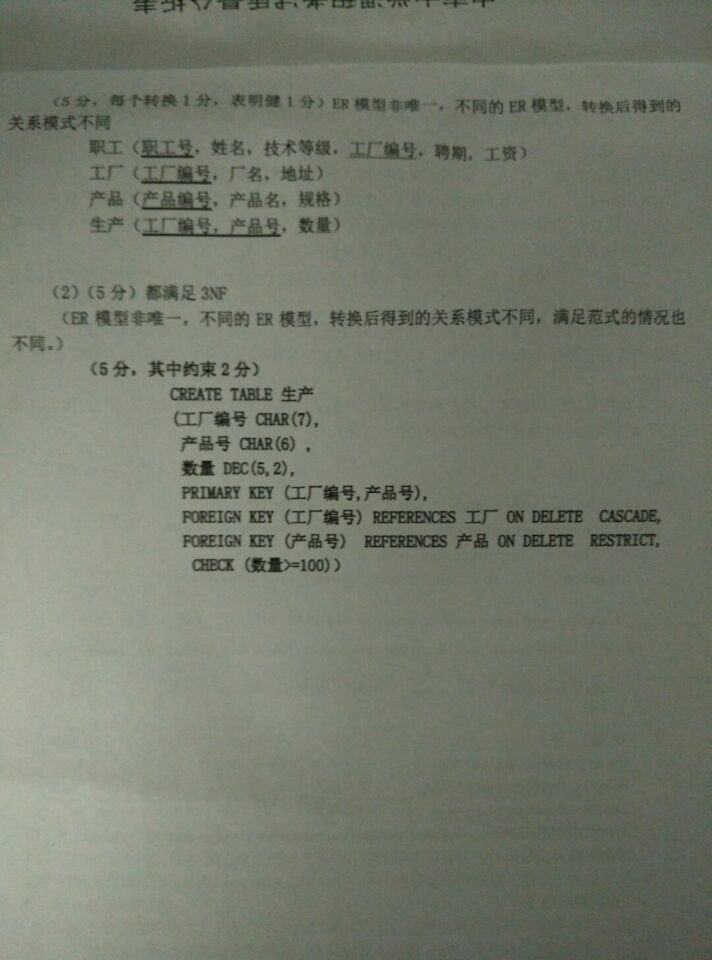 （5 分，每个转换 1 分，表明健 1 分）ER 模型非唯一，不同的 ER 模型，转换后得到的
关系模式不同
职工（职工号，姓名，技术等级，工厂编号，聘期，工资）
工厂（工厂编号，厂名，地址）
产品（产品编号，产品名，规格）
生产（工厂编号，产品号，数量）
（2）（5 分）都满足 3NF
（ER 模型非唯一，不同的 ER 模型，转换后得到的关系模式不同，满足范式的情况也
不同。）
（5 分，其中约束 2 分）
CREATE TABLE 生产
(工厂编号 CHAR(7),
产品号 CHAR(6) ,
数量 DEC(5,2),
PRIMARY KEY (工厂编号,产品号),
FOREIGN KEY (工厂编号) REFERENCES 工厂 ON DELETE CASCADE,
FOREIGN KEY (产品号) REFERENCES 产品 ON DELETE RESTRICT,
CHECK (数量>=100)）